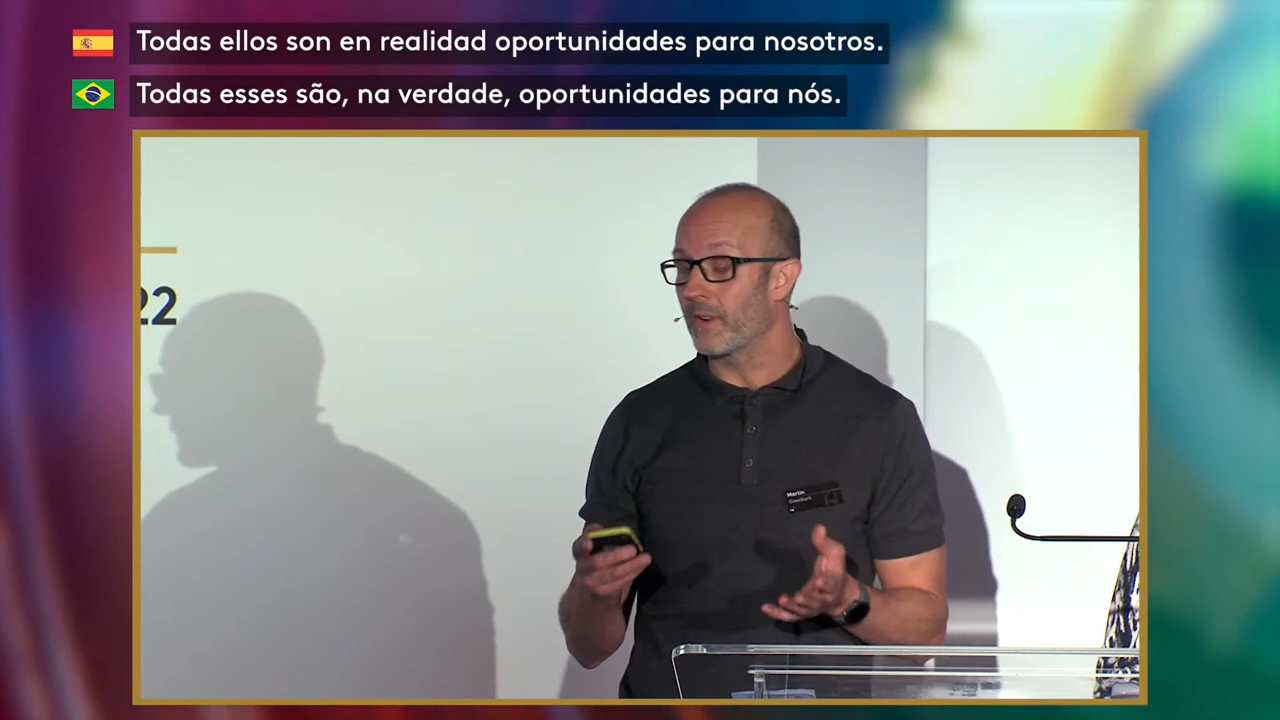 Todas ellos son en realidad oportunidades para nosotros.
Todas esses são, na verdade, oportunidades para nós.
22
Martin